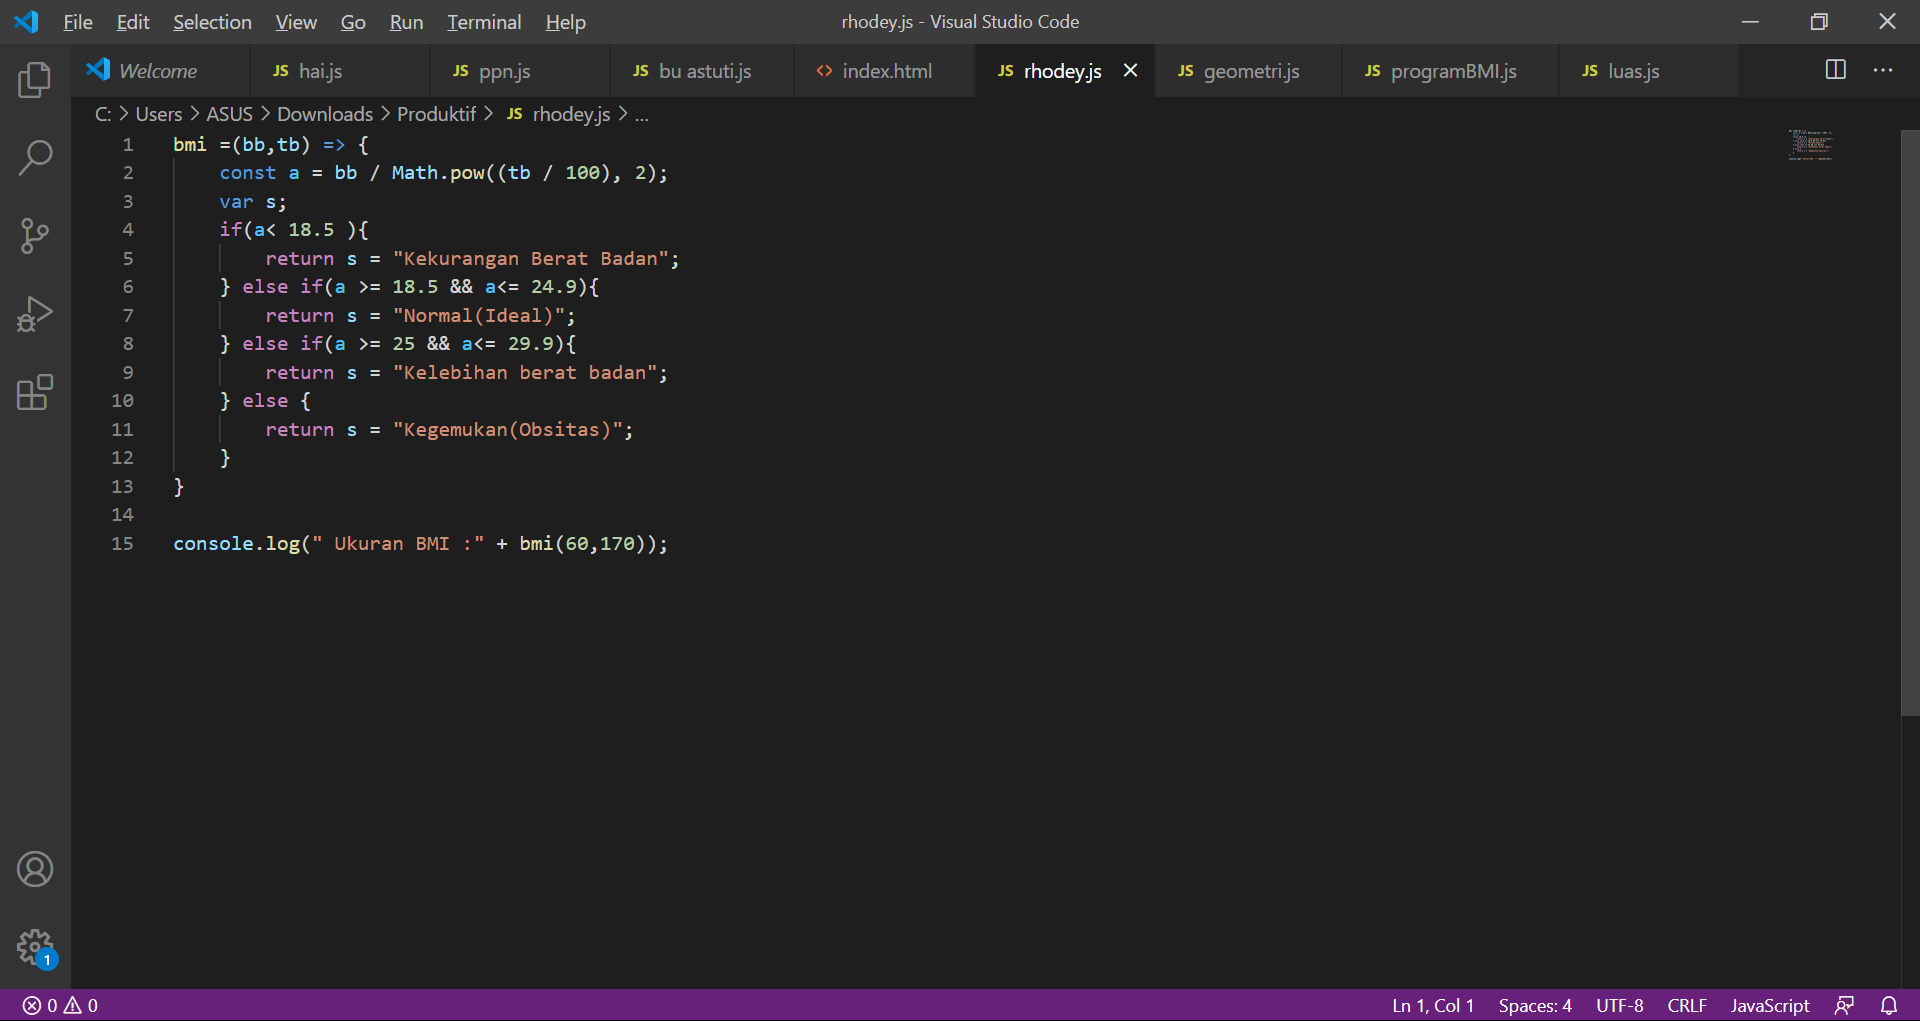 File Edit Selection View Go Run Terminal Help rhodey.js - Visual Studio Code
Welcome JS hai.js JS ppn.js JS bu astuti.js <> index.html JS rhodey.js JS geometri.js JS programBMI.js JS luas.js
C: > Users > ASUS > Downloads > Produktif > JS rhodey.js > ...
1 bmi =(bb,tb) => {
2     const a = bb / Math.pow((tb / 100), 2);
3     var s;
4     if(a< 18.5 ){
5         return s = "Kekurangan Berat Badan";
6     } else if(a >= 18.5 && a<= 24.9){
7         return s = "Normal(Ideal)";
8     } else if(a >= 25 && a<= 29.9){
9         return s = "Kelebihan berat badan";
10     } else {
11         return s = "Kegemukan(Obsitas)";
12     }
13 }
14
15 console.log(" Ukuran BMI :" + bmi(60,170));
1
0 0 Ln 1, Col 1 Spaces: 4 UTF-8 CRLF JavaScript